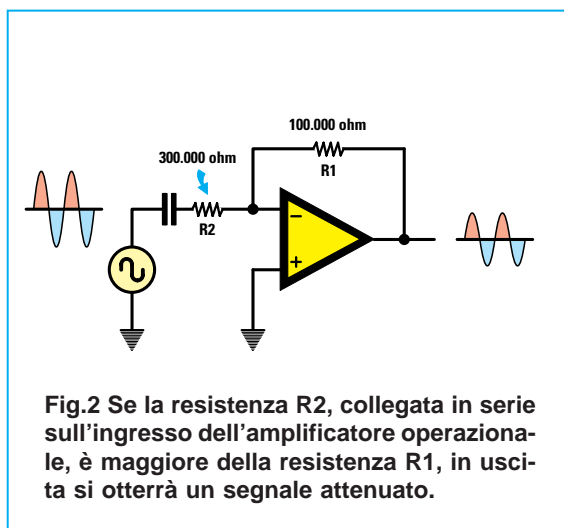 100.000 ohm
R1
300.000 ohm
R2
–
+
Fig.2 Se la resistenza R2, collegata in serie
sull'ingresso dell'amplificatore operaziona-
le, è maggiore della resistenza R1, in usci-
ta si otterrà un segnale attenuato.